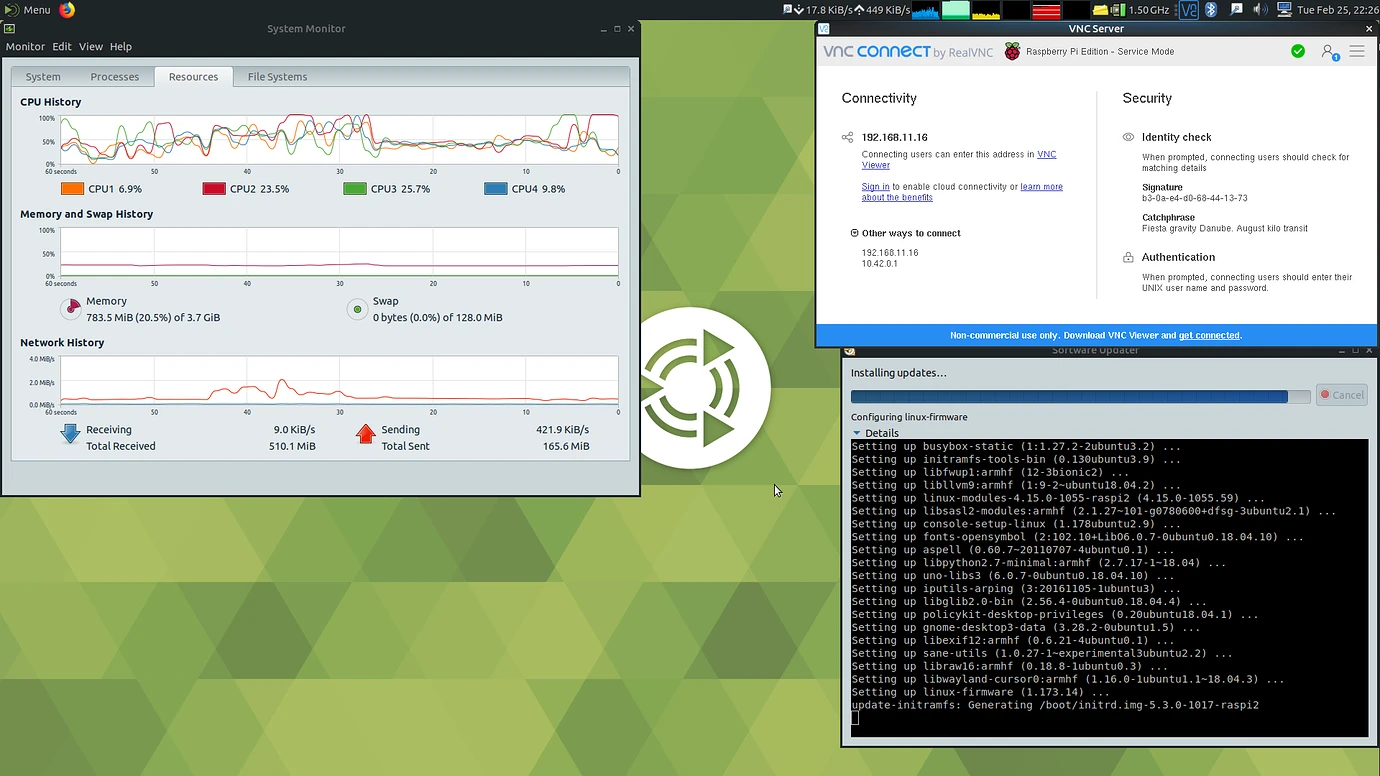 Menu
17.8 KiB/s 449 KiB/s 1.50 GHz Tue Feb 25, 22:26
System Monitor
Monitor Edit View Help
System Processes Resources File Systems
CPU History
100%
50%
0%
60 seconds 50 40 30 20 10 0
CPU1 6.9% CPU2 23.5% CPU3 25.7% CPU4 9.8%
Memory and Swap History
100%
50%
0%
60 seconds 50 40 30 20 10 0
Memory
783.5 MiB (20.5%) of 3.7 GiB
Swap
0 bytes (0.0%) of 128.0 MiB
Network History
4.0 MiB/s
2.0 MiB/s
0.0 MiB/s
60 seconds 50 40 30 20 10 0
Receiving 9.0 KiB/s
Total Received 510.1 MiB
Sending 421.9 KiB/s
Total Sent 165.6 MiB
VNC Server
VNC CONNECT by RealVNC Raspberry Pi Edition - Service Mode
1
Connectivity
192.168.11.16
Connecting users can enter this address in VNC
Viewer
Sign in to enable cloud connectivity or learn more
about the benefits
Other ways to connect
192.168.11.16
10.42.0.1
Security
Identity check
When prompted, connecting users should check for
matching details
Signature
b3-0a-e4-d0-68-44-13-73
Catchphrase
Fiesta gravity Danube. August kilo transit
Authentication
When prompted, connecting users should enter their
UNIX user name and password.
Non-commercial use only. Download VNC Viewer and get connected.
Software Updater
Installing updates...
Cancel
Configuring linux-firmware
Details
Setting up busybox-static (1:1.27.2-2ubuntu3.2) ...
Setting up initramfs-tools-bin (0.130ubuntu3.9) ...
Setting up libfwup1:armhf (12-3bionic2) ...
Setting up libllvm9:armhf (1:9-2~ubuntu18.04.2) ...
Setting up linux-modules-4.15.0-1055-raspi2 (4.15.0-1055.59) ...
Setting up libsasl2-modules:armhf (2.1.27~101-g0780600+dfsg-3ubuntu2.1) ...
Setting up console-setup-linux (1.178ubuntu2.9) ...
Setting up fonts-opensymbol (2:102.10+LibO6.0.7-0ubuntu0.18.04.10) ...
Setting up aspell (0.60.7~20110707-4ubuntu0.1) ...
Setting up libpython2.7-minimal:armhf (2.7.17-1~18.04) ...
Setting up uno-libs3 (6.0.7-0ubuntu0.18.04.10) ...
Setting up iputils-arping (3:20161105-1ubuntu3) ...
Setting up libglib2.0-bin (2.56.4-0ubuntu0.18.04.4) ...
Setting up policykit-desktop-privileges (0.20ubuntu18.04.1) ...
Setting up gnome-desktop3-data (3.28.2-0ubuntu1.5) ...
Setting up libexif12:armhf (0.6.21-4ubuntu0.1) ...
Setting up sane-utils (1.0.27-1~experimental3ubuntu2.2) ...
Setting up libraw16:armhf (0.18.8-1ubuntu0.3) ...
Setting up libwayland-cursor0:armhf (1.16.0-1ubuntu1.1~18.04.3) ...
Setting up linux-firmware (1.173.14) ...
update-initramfs: Generating /boot/initrd.img-5.3.0-1017-raspi2